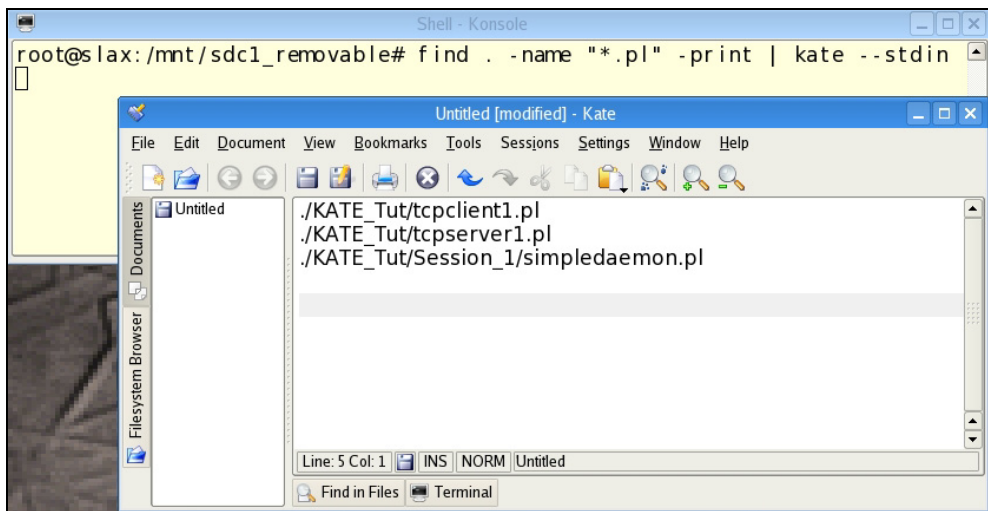 Shell - Konsole
root@slax:/mnt/sdc1_removable# find . -name "*.pl" -print | kate --stdin
Untitled [modified] - Kate
File Edit Document View Bookmarks Tools Sessions Settings Window Help
Documents
Filesystem Browser
Untitled
./KATE_Tut/tcpclient1.pl
./KATE_Tut/tcpserver1.pl
./KATE_Tut/Session_1/simpledaemon.pl
Line: 5 Col: 1 INS NORM Untitled
Find in Files Terminal